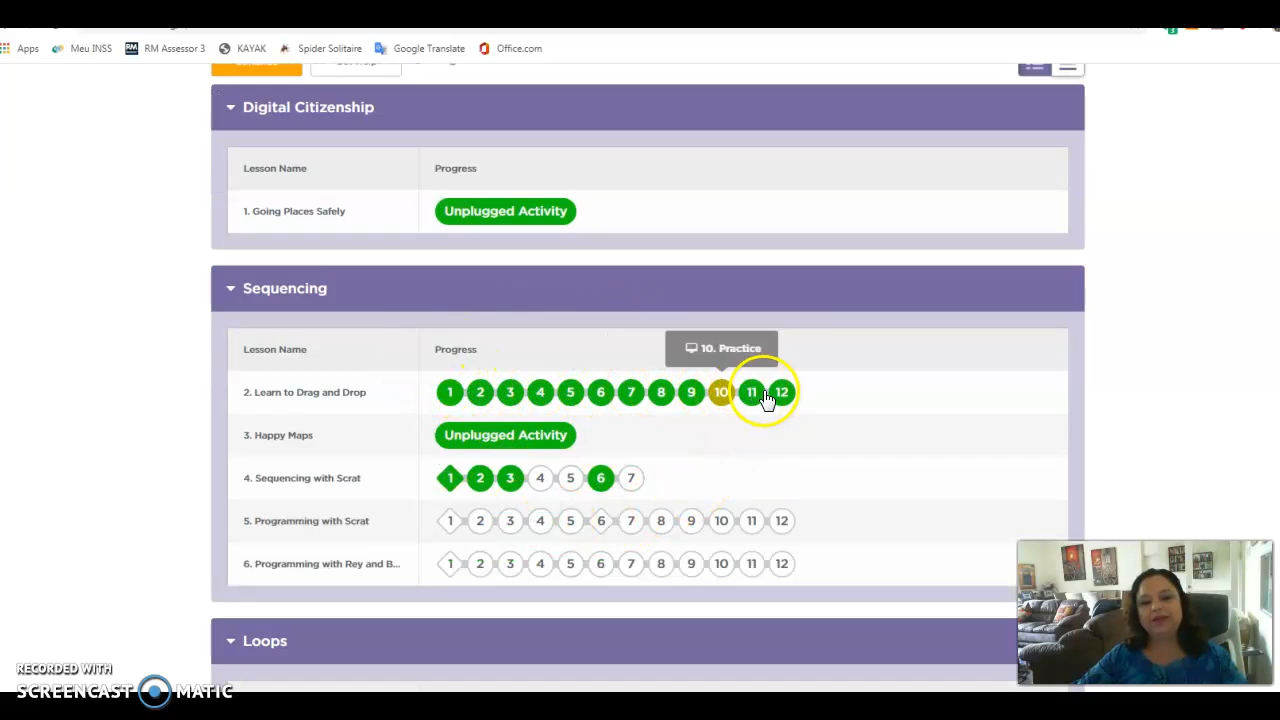 Apps Meu INSS RM Assessor 3 KAYAK Spider Solitaire Google Translate Office.com
Digital Citizenship
Lesson Name Progress
1. Going Places Safely Unplugged Activity
Sequencing
Lesson Name Progress
10. Practice
2. Learn to Drag and Drop 1 2 3 4 5 6 7 8 9 10 11 12
3. Happy Maps Unplugged Activity
4. Sequencing with Scrat 1 2 3 4 5 6 7
5. Programming with Scrat 1 2 3 4 5 6 7 8 9 10 11 12
6. Programming with Rey and B... 1 2 3 4 5 6 7 8 9 10 11 12
Loops
RECORDED WITH
SCREENCAST MATIC